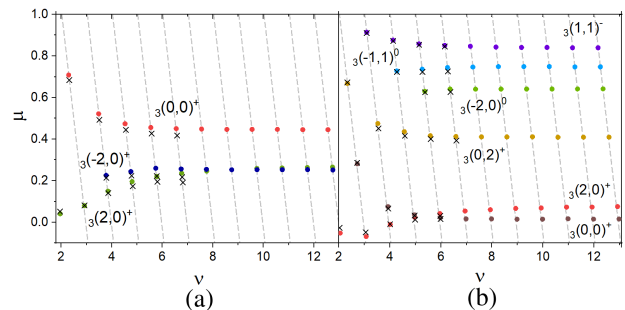 1.0
0.8
0.6
0.4
0.2
0.0
μ
₃(0,0)⁺
₃(-2,0)⁺
₃(2,0)⁺
2 4 6 8 10 12
ν
(a)
₃(1,1)⁻
₃(-1,1)⁰
₃(-2,0)⁰
₃(0,2)⁺
₃(2,0)⁺
₃(0,0)⁺
2 4 6 8 10 12
ν
(b)